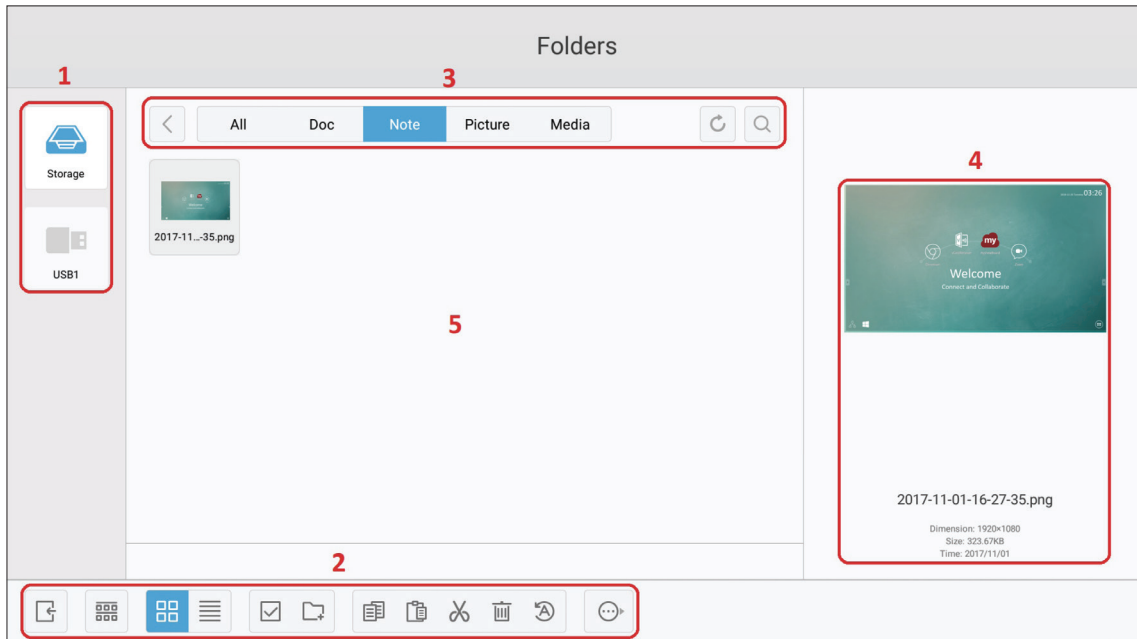 Folders
1
3
All Doc Note Picture Media
Storage
USB1
2017-11...-35.png
5
4
03:26
my
Welcome
Connect and Collaborate
2017-11-01-16-27-35.png
Dimension: 1920×1080
Size: 323.67KB
Time: 2017/11/01
2